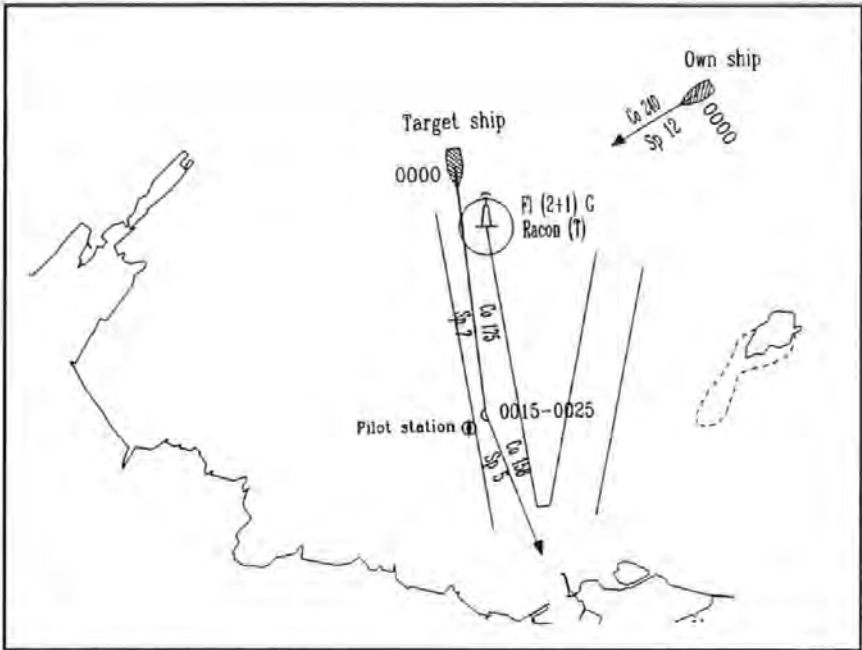 Own ship
Co 240
Sp 12
0000
Target ship
0000
Fl (2+1) G
Racon (T)
Sp 7
Co 175
0015-0025
Pilot station
Sp 5
Co 158